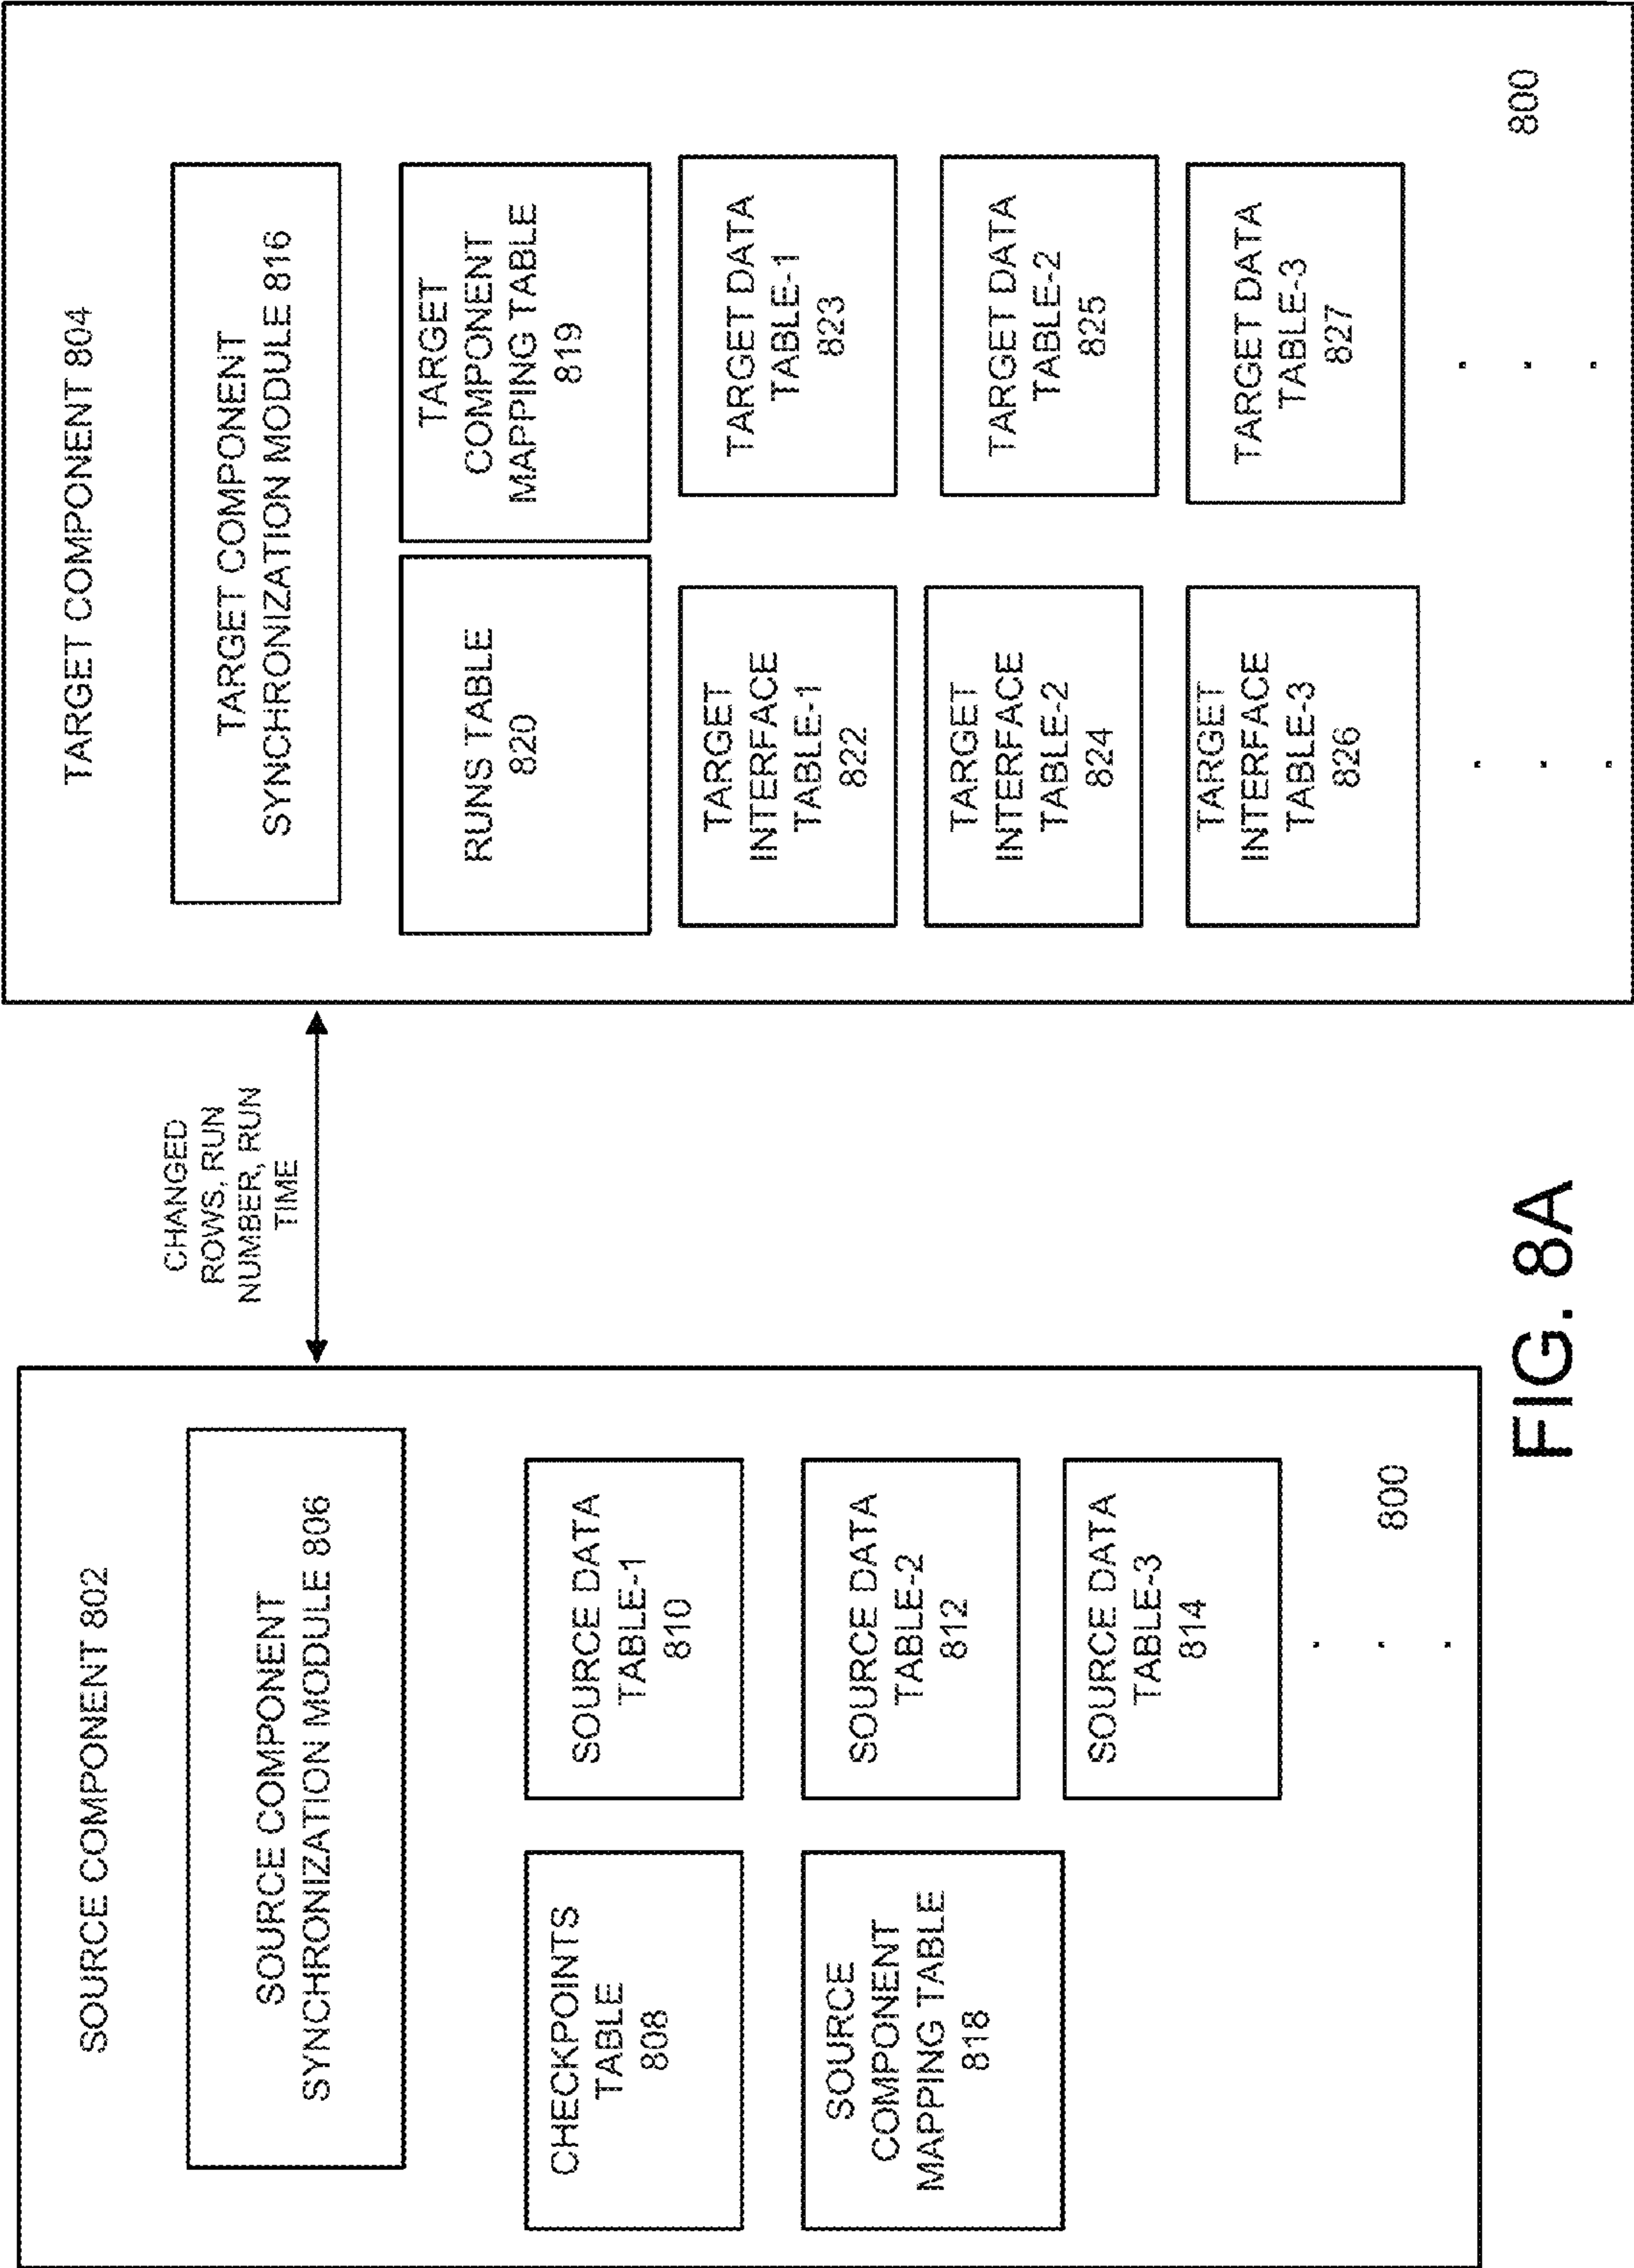 SOURCE COMPONENT 802
SOURCE COMPONENT
SYNCHRONIZATION MODULE 806
CHECKPOINTS
TABLE
808
SOURCE DATA
TABLE-1
810
SOURCE
COMPONENT
MAPPING TABLE
818
SOURCE DATA
TABLE-2
812
SOURCE DATA
TABLE-3
814
.
.
.
800
CHANGED
ROWS, RUN
NUMBER, RUN
TIME
TARGET COMPONENT 804
TARGET COMPONENT
SYNCHRONIZATION MODULE 816
RUNS TABLE
820
TARGET
COMPONENT
MAPPING TABLE
819
TARGET
INTERFACE
TABLE-1
822
TARGET DATA
TABLE-1
823
TARGET
INTERFACE
TABLE-2
824
TARGET DATA
TABLE-2
825
TARGET
INTERFACE
TABLE-3
826
TARGET DATA
TABLE-3
827
.
.
.
.
.
.
800
FIG. 8A